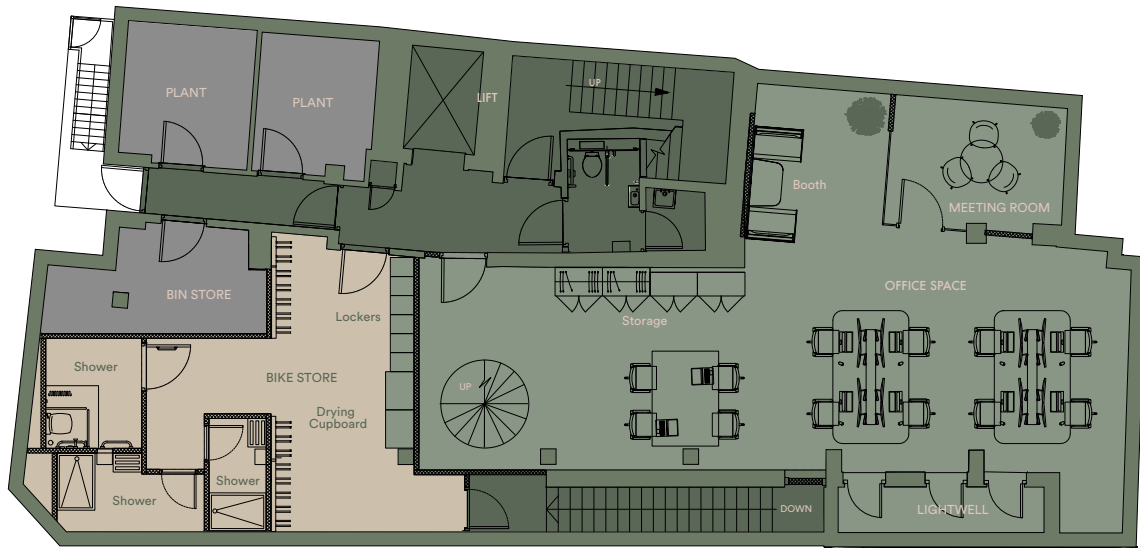 PLANT
PLANT
LIFT
UP
Booth
MEETING ROOM
BIN STORE
Lockers
OFFICE SPACE
Storage
Shower
BIKE STORE
UP
Drying
Cupboard
Shower
Shower
DOWN
LIGHTWELL